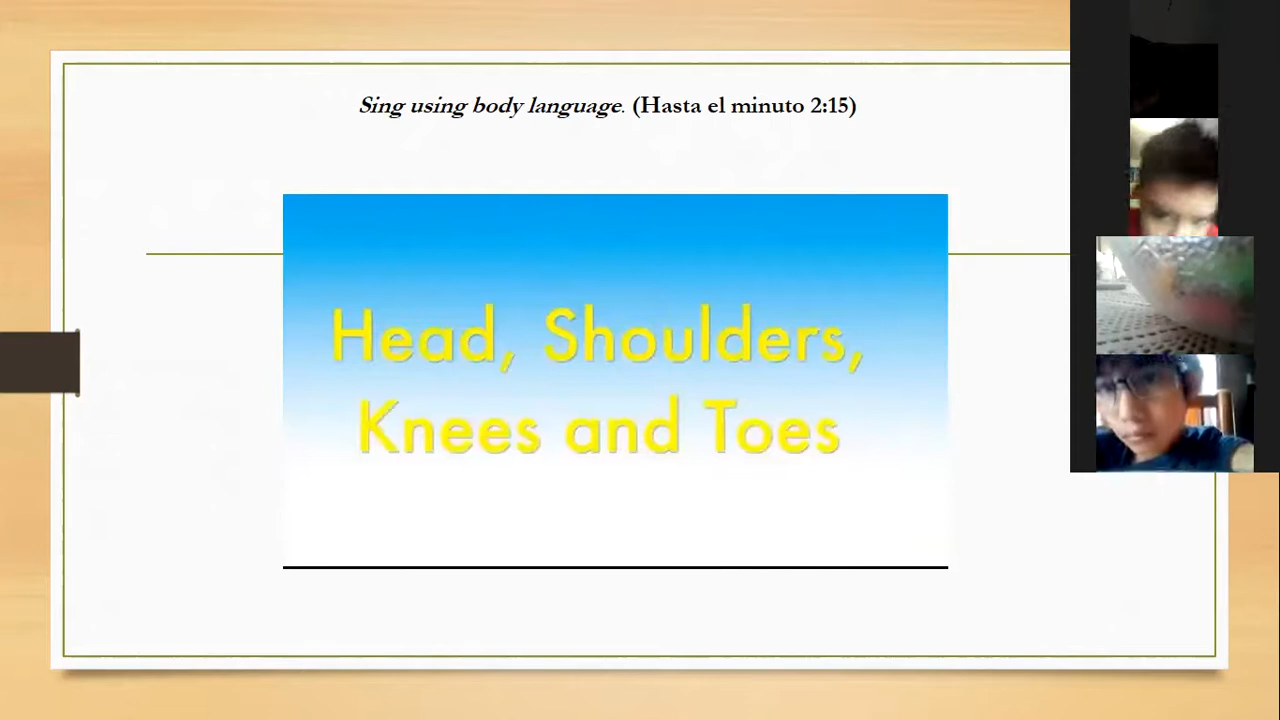 Sing using body language. (Hasta el minuto 2:15)
Head, Shoulders,
Knees and Toes